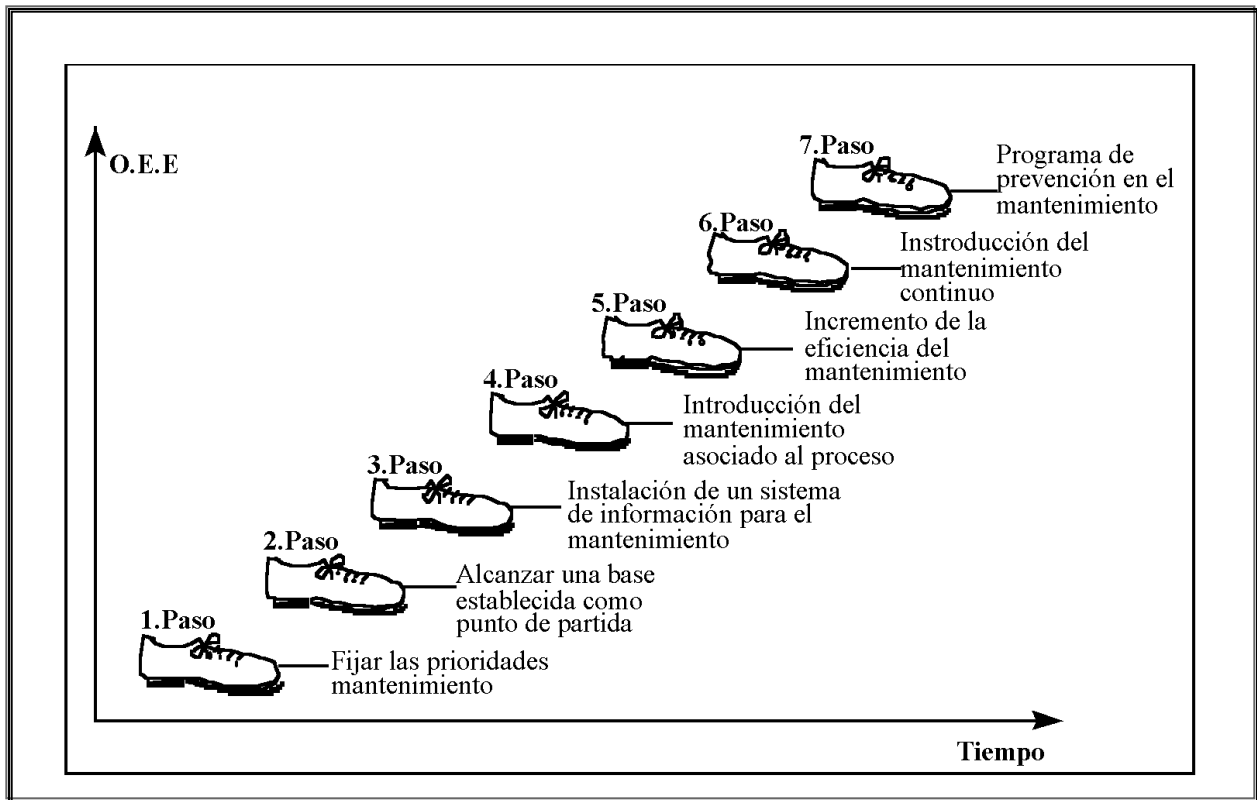 O.E.E
7.Paso
Programa de
prevención en el
mantenimiento
6.Paso
Instroducción del
mantenimiento
continuo
5.Paso
Incremento de la
eficiencia del
mantenimiento
4.Paso
Introducción del
mantenimiento
asociado al proceso
3.Paso
Instalación de un sistema
de información para el
mantenimiento
2.Paso
Alcanzar una base
establecida como
punto de partida
1.Paso
Fijar las prioridades
mantenimiento
Tiempo